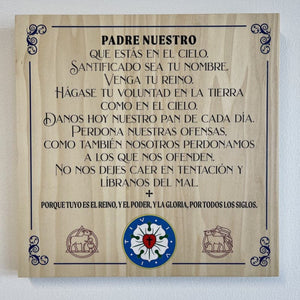 PADRE NUESTRO
QUE ESTÁS EN EL CIELO.
SANTIFICADO SEA TU NOMBRE,
VENGA TU REINO.
HÁGASE TU VOLUNTAD EN LA TIERRA
COMO EN EL CIELO.
DANOS HOY NUESTRO PAN DE CADA DÍA.
PERDONA NUESTRAS OFENSAS,
COMO TAMBIÉN NOSOTROS PERDONAMOS
A LOS QUE NOS OFENDEN.
NO NOS DEJES CAER EN TENTACIÓN Y
LÍBRANOS DEL MAL.
PORQUE TUYO ES EL REINO, Y EL PODER, Y LA GLORIA, POR TODOS LOS SIGLOS.